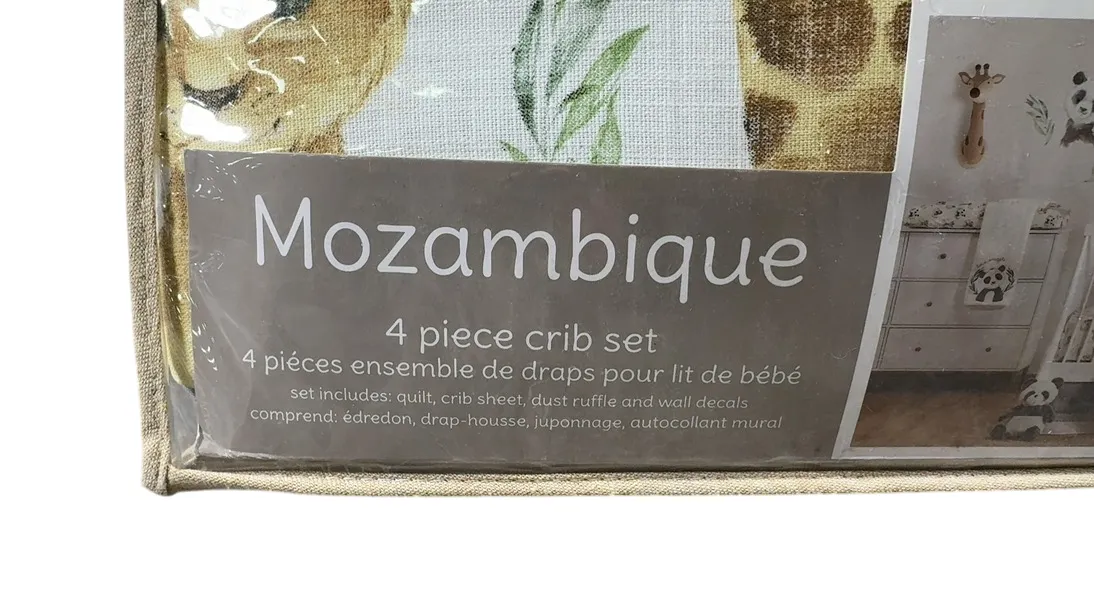 Mozambique
4 piece crib set
4 piéces ensemble de draps pour lit de bébé
set includes: quilt, crib sheet, dust ruffle and wall decals
comprend: édredon, drap-housse, juponnage, autocollant mural